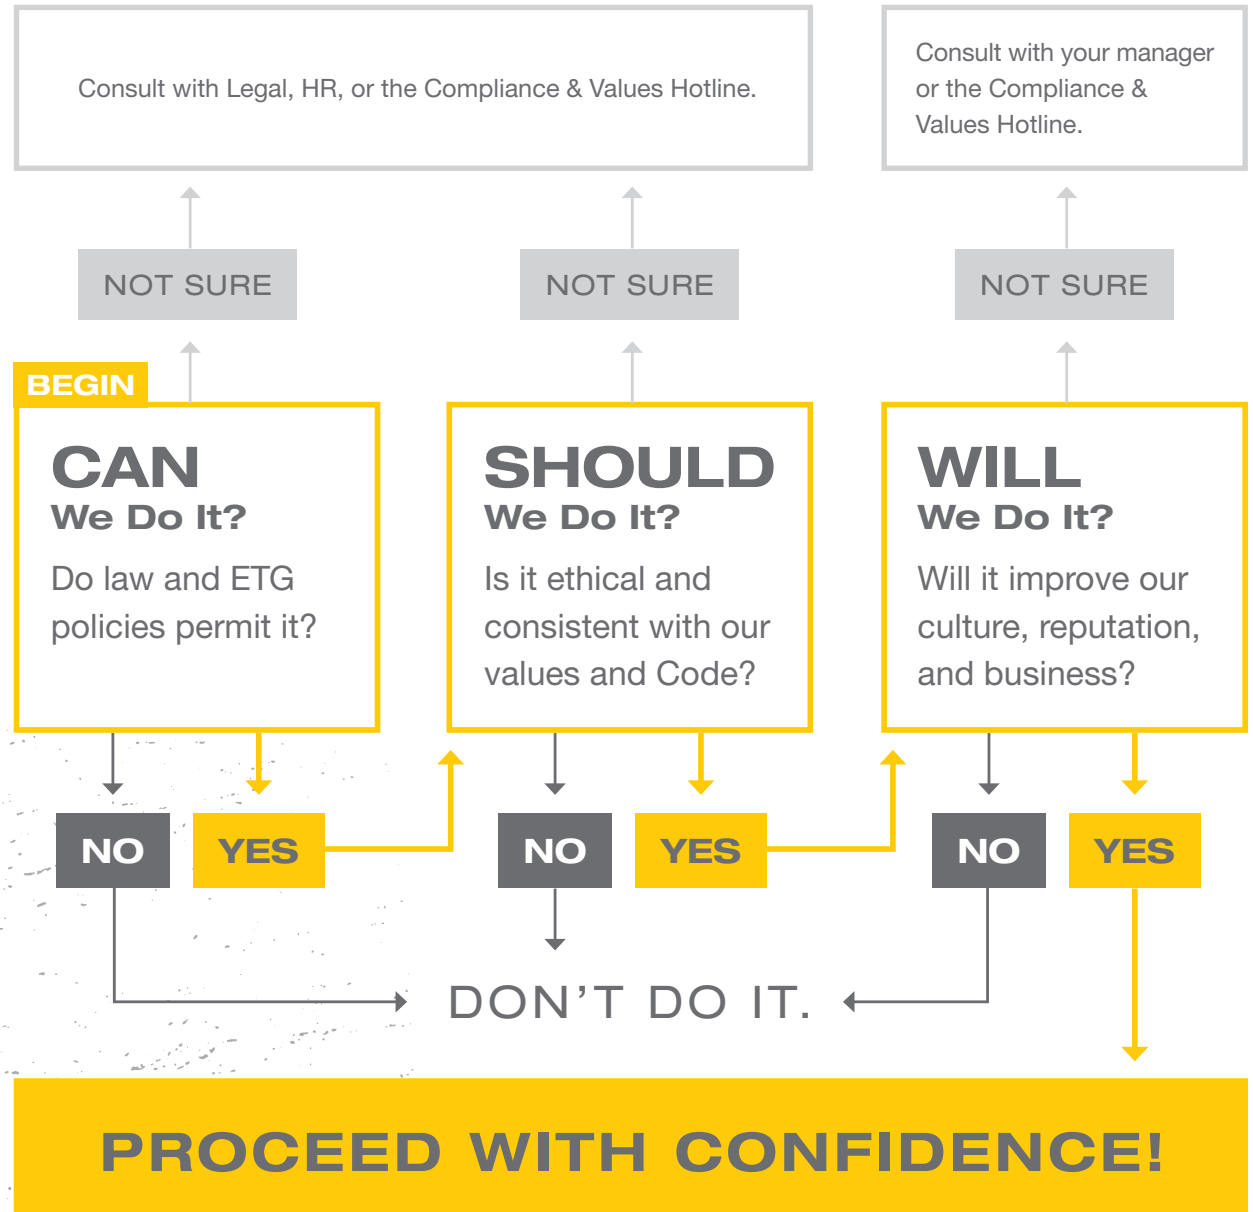 Consult with Legal, HR, or the Compliance & Values Hotline.
Consult with your manager
or the Compliance &
Values Hotline.
NOT SURE
NOT SURE
NOT SURE
BEGIN
CAN
We Do It?
Do law and ETG
policies permit it?
SHOULD
We Do It?
Is it ethical and
consistent with our
values and Code?
WILL
We Do It?
Will it improve our
culture, reputation,
and business?
NO
YES
NO
YES
NO
YES
DON’T DO IT.
PROCEED WITH CONFIDENCE!